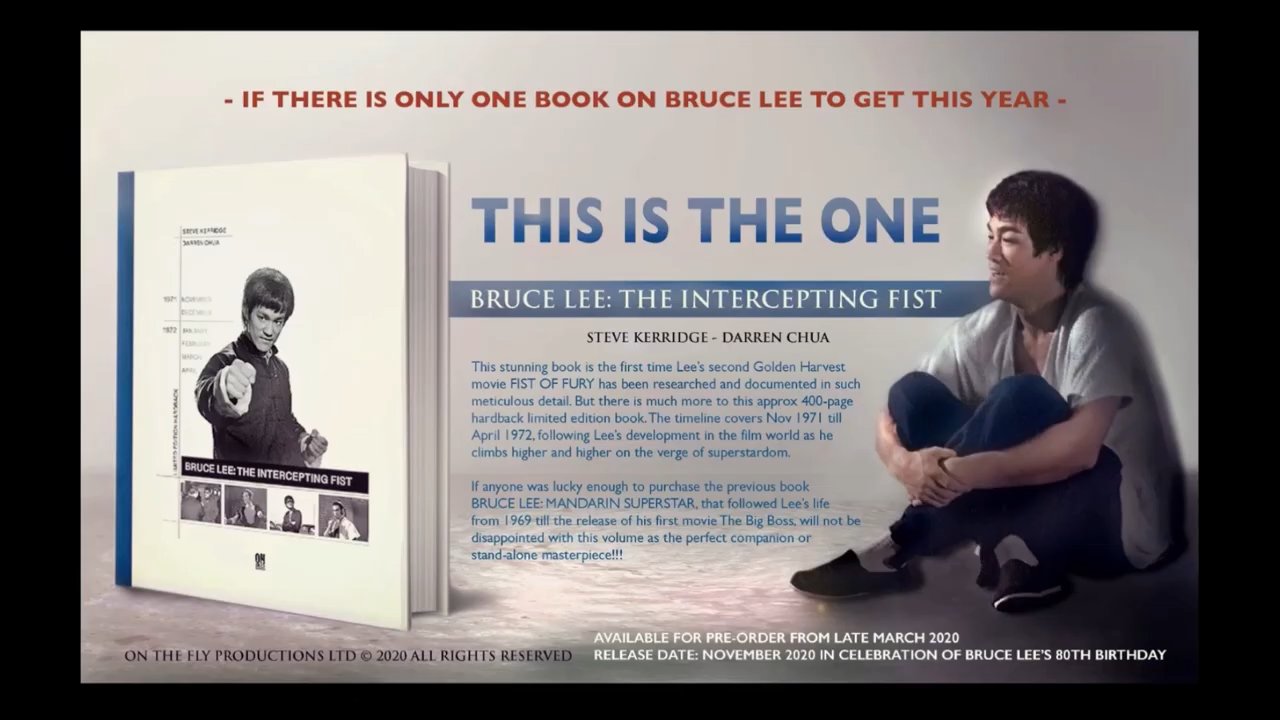 - IF THERE IS ONLY ONE BOOK ON BRUCE LEE TO GET THIS YEAR -
STEVE KERRIDGE
DARREN CHUA
1971 NOVEMBER
DECEMBER
1972 JANUARY
FEBRUARY
MARCH
APRIL
LIMITED EDITION HARDBACK
BRUCE LEE: THE INTERCEPTING FIST
THIS IS THE ONE
BRUCE LEE: THE INTERCEPTING FIST
STEVE KERRIDGE - DARREN CHUA
This stunning book is the first time Lee's second Golden Harvest
movie FIST OF FURY has been researched and documented in such
meticulous detail. But there is much more to this approx 400-page
hardback limited edition book. The timeline covers Nov 1971 till
April 1972, following Lee's development in the film world as he
climbs higher and higher on the verge of superstardom.
If anyone was lucky enough to purchase the previous book
BRUCE LEE: MANDARIN SUPERSTAR, that followed Lee's life
from 1969 till the release of his first movie The Big Boss, will not be
disappointed with this volume as the perfect companion or
stand-alone masterpiece!!!
AVAILABLE FOR PRE-ORDER FROM LATE MARCH 2020
ON THE FLY PRODUCTIONS LTD © 2020 ALL RIGHTS RESERVED
RELEASE DATE: NOVEMBER 2020 IN CELEBRATION OF BRUCE LEE'S 80TH BIRTHDAY